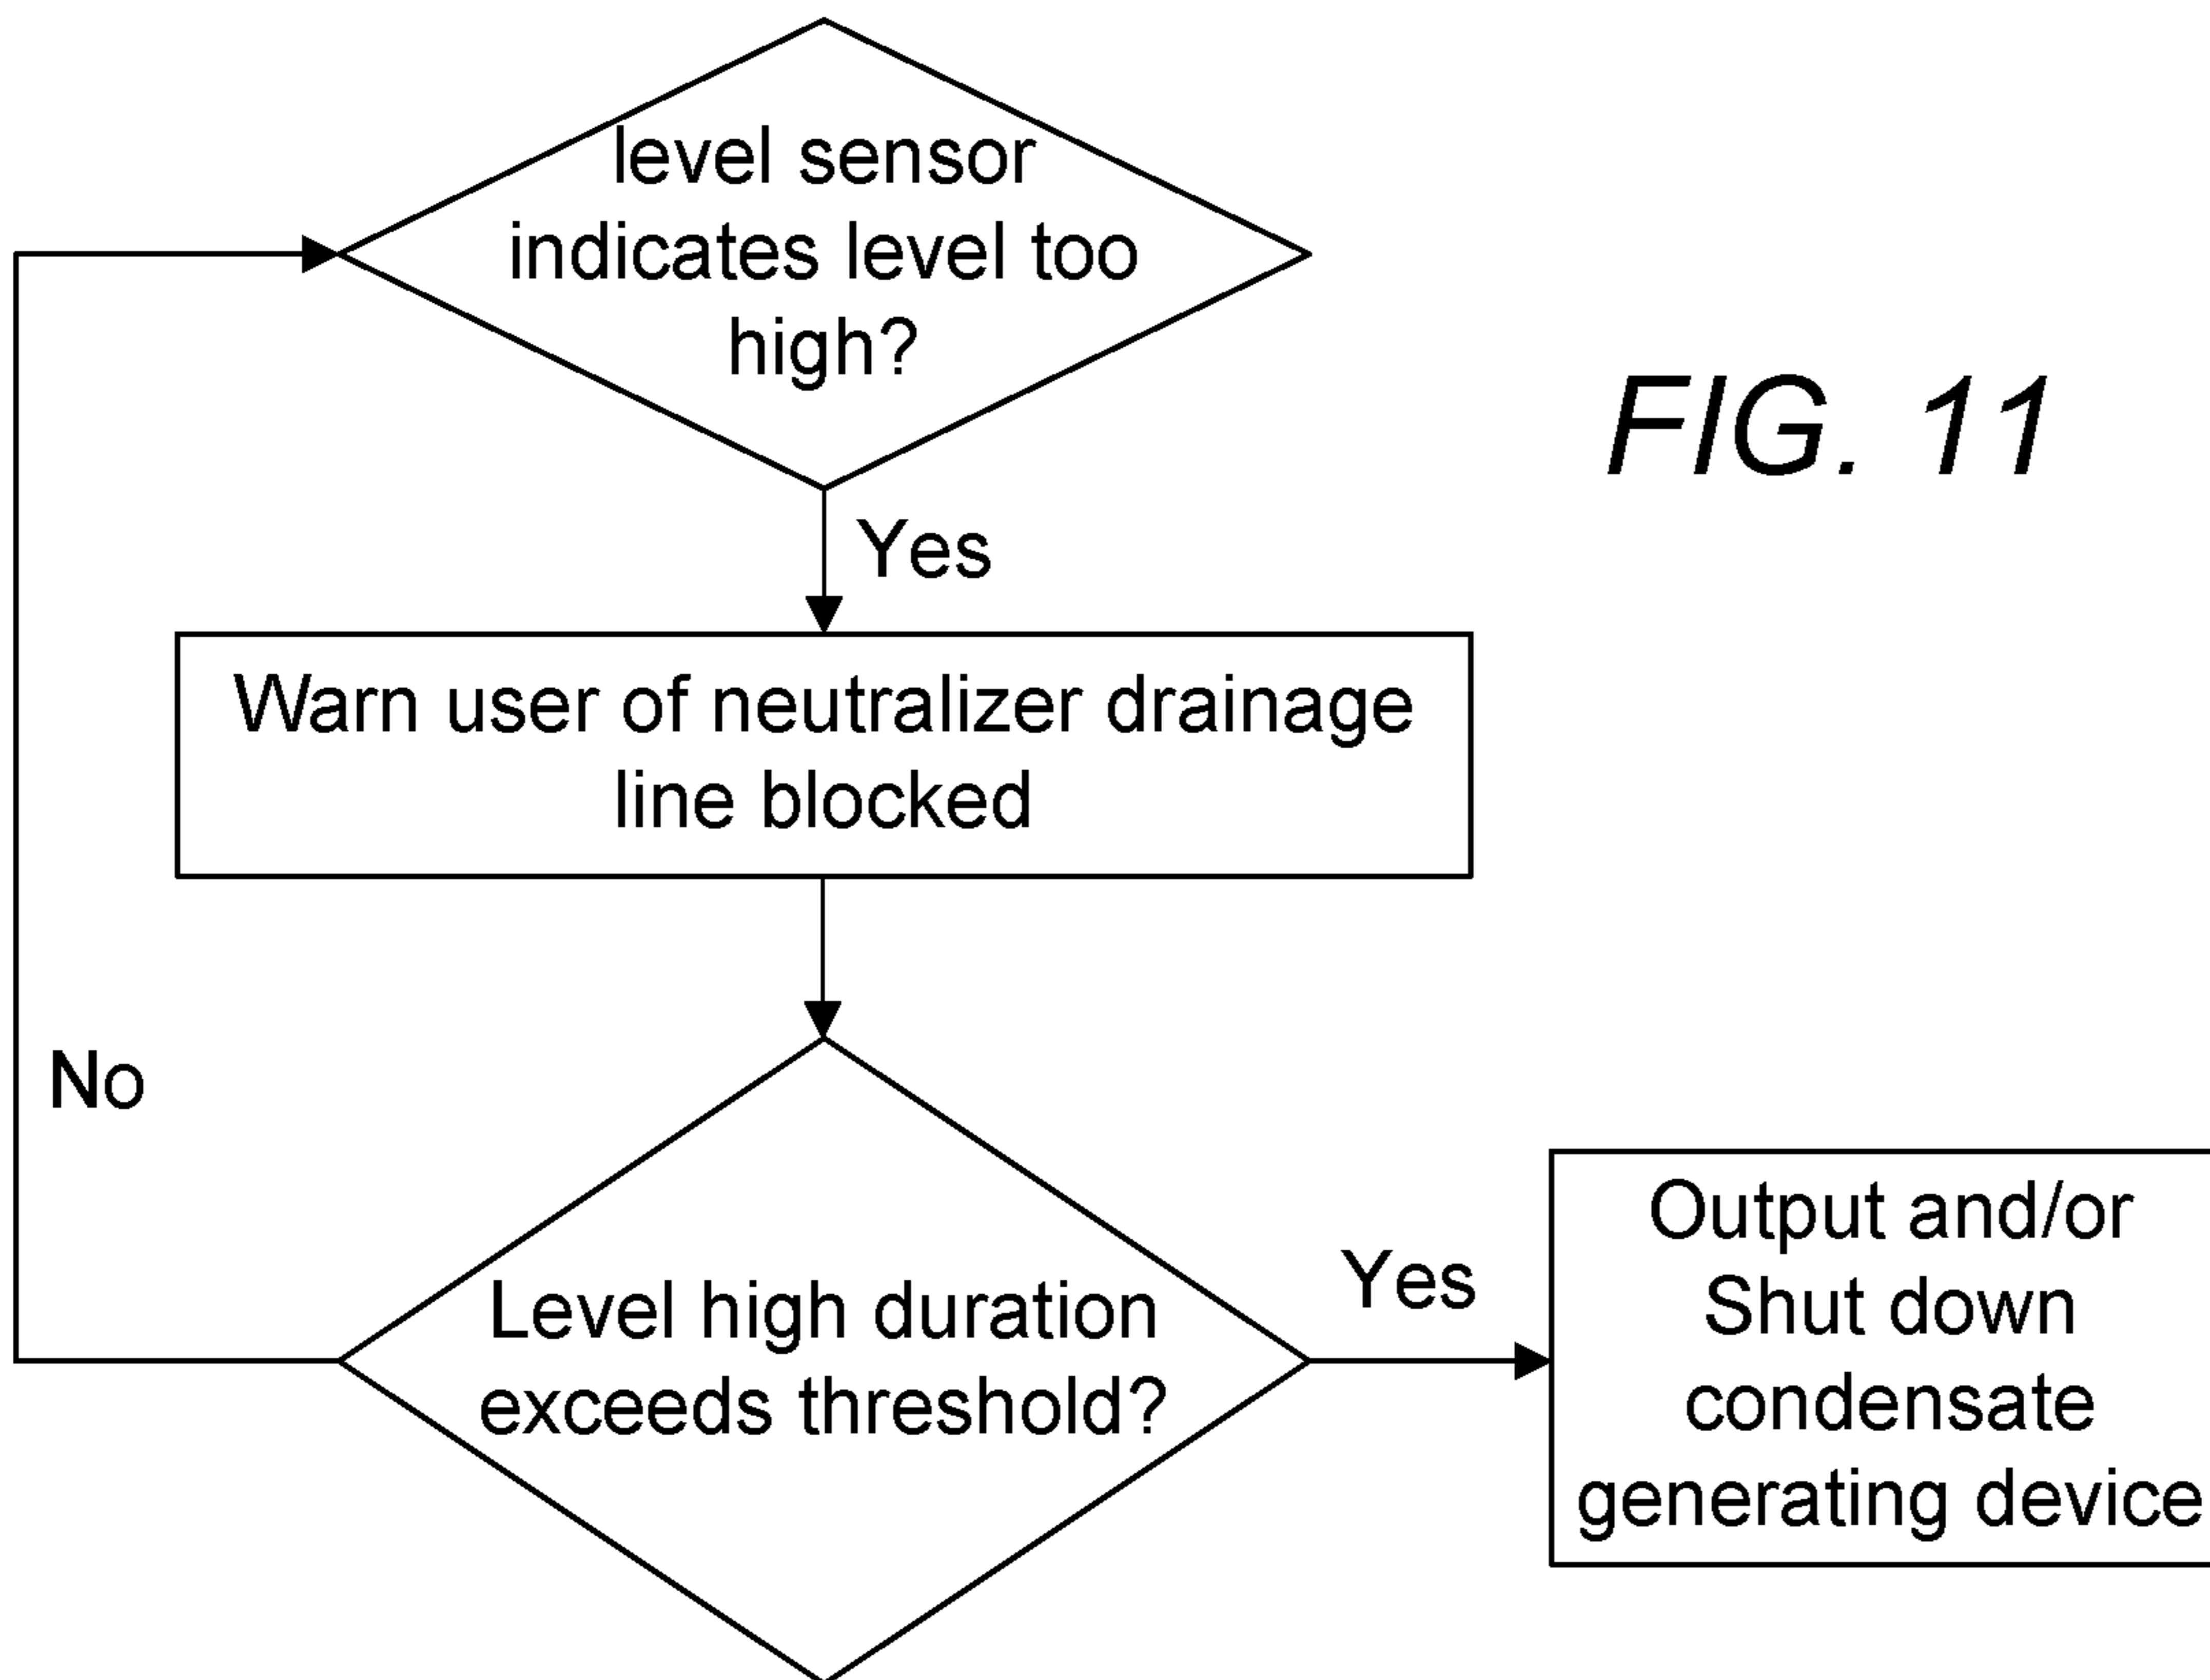 level sensor
indicates level too
high?
FIG. 11
Yes
Warn user of neutralizer drainage
line blocked
No
Level high duration
exceeds threshold?
Yes
Output and/or
Shut down
condensate
generating device